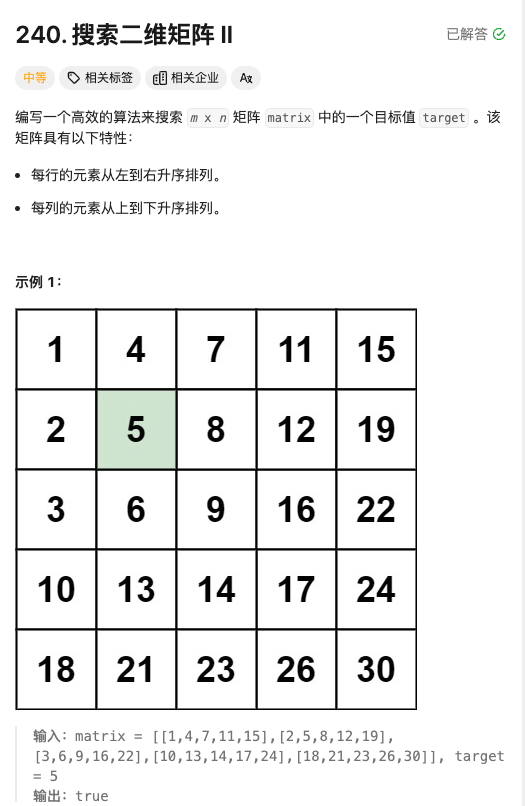 240. 搜索二维矩阵 II
已解答
中等
相关标签
相关企业
编写一个高效的算法来搜索 m x n 矩阵 matrix 中的一个目标值 target 。该
矩阵具有以下特性：
• 每行的元素从左到右升序排列。
• 每列的元素从上到下升序排列。
示例 1：
1 4 7 11 15
2 5 8 12 19
3 6 9 16 22
10 13 14 17 24
18 21 23 26 30
输入：matrix = [[1,4,7,11,15],[2,5,8,12,19],
[3,6,9,16,22],[10,13,14,17,24],[18,21,23,26,30]], target
= 5
输出：true